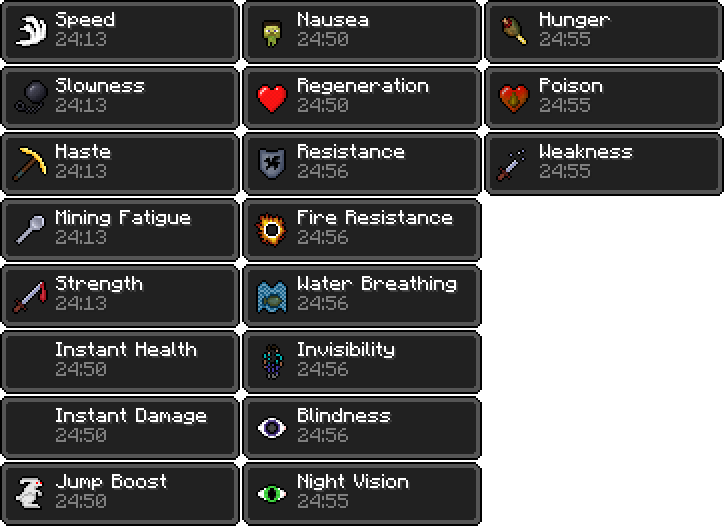 Speed
24:13
Slowness
24:13
Haste
24:13
Mining Fatigue
24:13
Strength
24:13
Instant Health
24:50
Instant Damage
24:50
Jump Boost
24:50
Nausea
24:50
Regeneration
24:50
Resistance
24:56
Fire Resistance
24:56
Water Breathing
24:56
Invisibility
24:56
Blindness
24:56
Night Vision
24:55
Hunger
24:55
Poison
24:55
Weakness
24:55